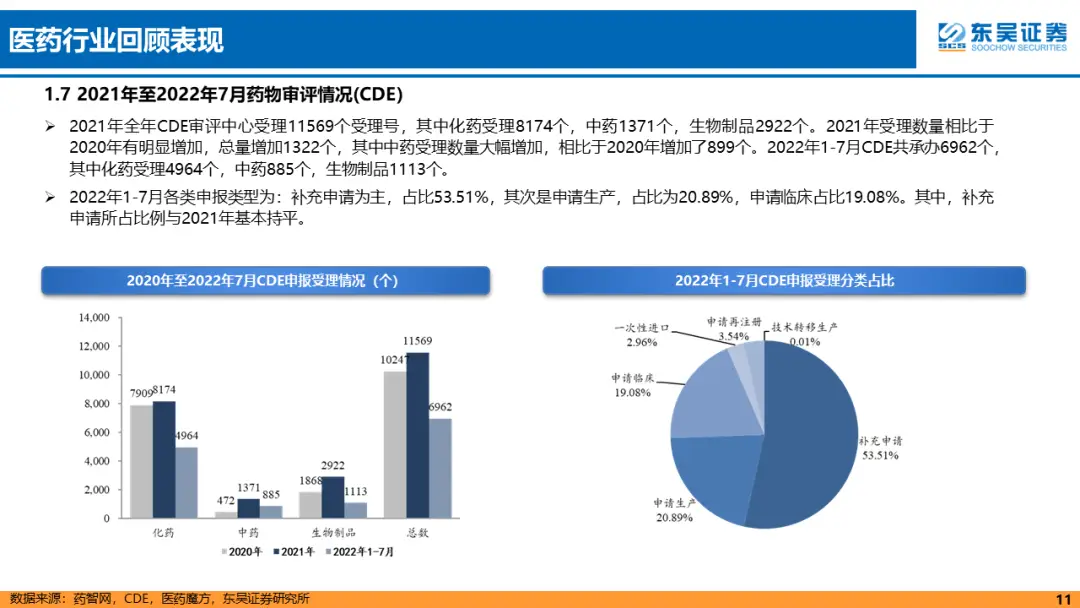 医药行业回顾表现
东吴证券
SCS
SOOCHOW SECURITIES
1.7 2021年至2022年7月药物审评情况(CDE)
➢ 2021年全年CDE审评中心受理11569个受理号，其中化药受理8174个，中药1371个，生物制品2922个。2021年受理数量相比于
2020年有明显增加，总量增加1322个，其中中药受理数量大幅增加，相比于2020年增加了899个。2022年1-7月CDE共承办6962个，
其中化药受理4964个，中药885个，生物制品1113个。
➢ 2022年1-7月各类申报类型为：补充申请为主，占比53.51%，其次是申请生产，占比为20.89%，申请临床占比19.08%。其中，补充
申请所占比例与2021年基本持平。
2020年至2022年7月CDE申报受理情况（个）
14,000
12,000
10,000
8,000
6,000
4,000
2,000
0
7909
8174
4964
472
1371
885
1868
2922
1113
10247
11569
6962
化药
中药
生物制品
总数
2020年
2021年
2022年1-7月
2022年1-7月CDE申报受理分类占比
一次性进口
2.96%
申请再注册
3.54%
技术转移生产
0.01%
申请临床
19.08%
补充申请
53.51%
申请生产
20.89%
数据来源：药智网，CDE，医药魔方，东吴证券研究所
11